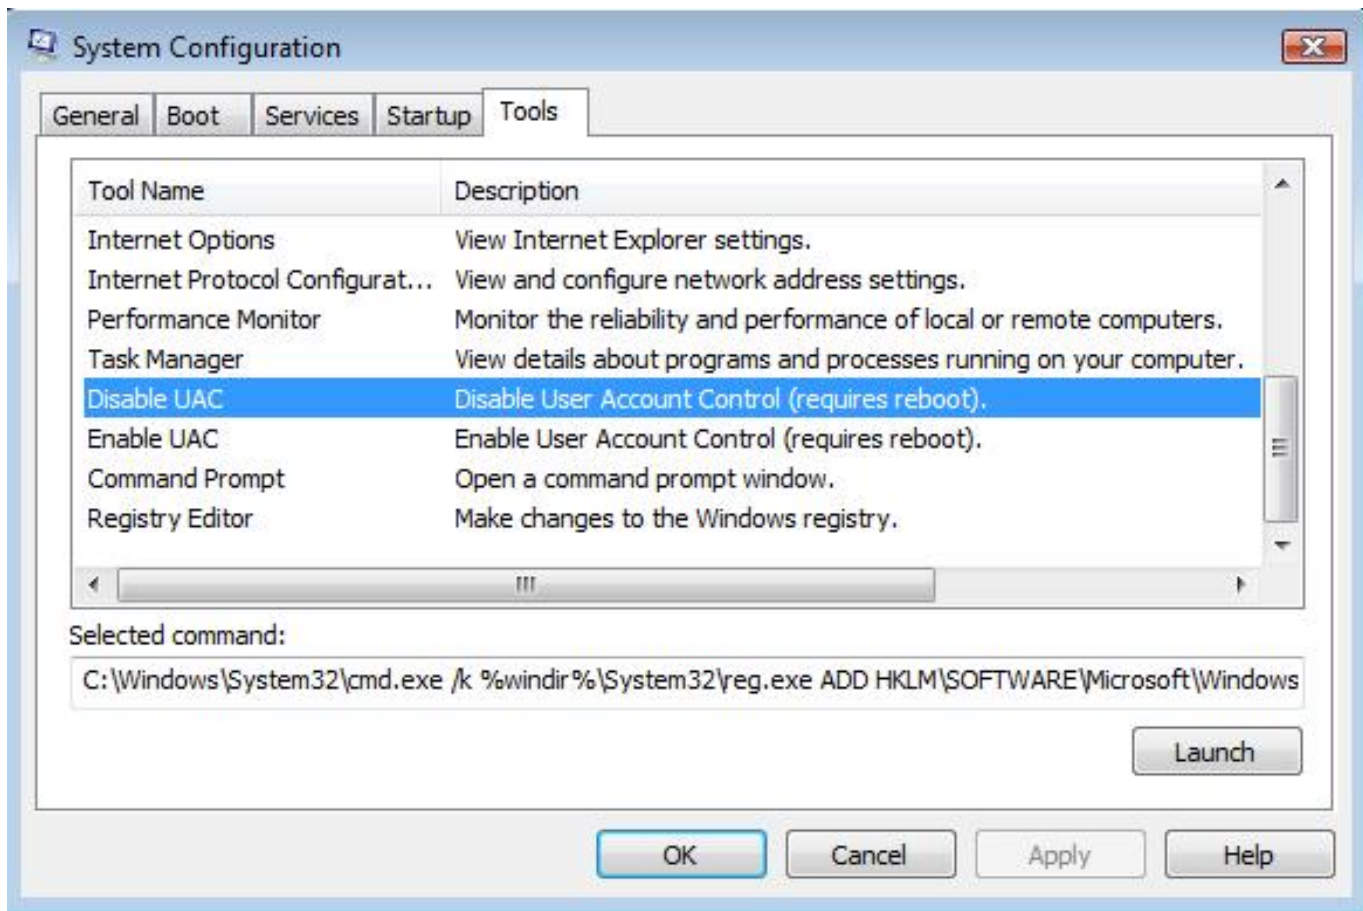 System Configuration
General Boot Services Startup Tools
Tool Name Description
Internet Options View Internet Explorer settings.
Internet Protocol Configurat... View and configure network address settings.
Performance Monitor Monitor the reliability and performance of local or remote computers.
Task Manager View details about programs and processes running on your computer.
Disable UAC Disable User Account Control (requires reboot).
Enable UAC Enable User Account Control (requires reboot).
Command Prompt Open a command prompt window.
Registry Editor Make changes to the Windows registry.
Selected command:
C:\Windows\System32\cmd.exe /k %windir%\System32\reg.exe ADD HKLM\SOFTWARE\Microsoft\Windows
Launch
OK Cancel Apply Help